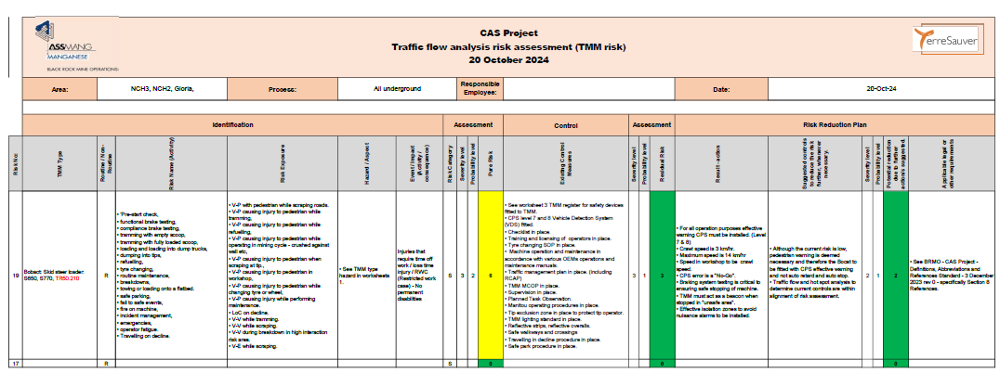 ASSMANG
MANGANESE
BLACK ROCK MINE OPERATIONS
CAS Project
Traffic flow analysis risk assessment (TMM risk)
20 October 2024
TerreSauver
Area:
NCH3, NCH2, Gloria,
Process:
All underground
Responsible
Employee:
Date:
20-Oct-24
Identification
Assessment
Control
Assessment
Risk Reduction Plan
Risk No:
TMM Type
Routine / Non-
Routine
Risk Name (Activity)
Risk Exposure
Hazard / Aspect
Event / Impact
(Activity /
consequence)
Risk Category
Severity level
Probability level
Pure Risk
Existing Control
Measures
Severity level
Probability level
Residual Risk
Result - action
Suggested controls
to reduce the risk
further, whenever
necessary.
Severity level
Probability level
Potential reduction
due to further
action's suggested.
Applicable legal or
other requirements
19
Bobact: Skid steer loader:
S650, S770, TR50.210
R
• 'Pre-start check,
• functional brake testing,
• compliance brake testing,
• tramming with empty scoop,
• tramming with fully loaded scoop,
• loading and loading into dump trucks,
• dumping into tips,
• refuelling,
• tyre changing,
• routine maintenance,
• breakdowns,
• towing or loading onto a flatbed.
• safe parking,
• fail to safe events,
• fire on machine,
• incident management,
• emergencies,
• operator fatigue.
• Travelling on decline.
• V-P with pedestrian while scraping roads.
• V-P causing injury to pedestrian while
tramming,
• V-P causing injury to pedestrian while
refuelling,
• V-P causing injury to pedestrian while
operating in mining cycle - crushed against
wall etc,
• V-P causing injury to pedestrian when
scraping at tip,
• V-P causing injury to pedestrian in
workshop,
• V-P causing injury to pedestrian while
changing tyre or wheel,
• V-P causing injury while performing
maintenance.
• LoC on decline.
• V-V while tramming.
• V-V while scraping.
• V-V during breakdown in high interaction
risk area.
• V-E while scraping.
• See TMM type
hazard in worksheets
1.
Injuries that
require time off
work / loss time
injury / RWC
(Restricted work
case) - No
permanent
disabilities
S
3
2
6
• See worksheet 3 TMM register for safety devices
fitted to TMM.
• CPS level 7 and 8 Vehicle Detection System
(VDS) fitted.
• Checklist in place.
• Training and licensing of operators in place.
• Tyre changing SOP in place.
• Machine operation and maintenance in
accordance with various OEMs operations and
maintenance manuals.
• Traffic management plan in place. (Including
RCAP)
• TMM MCOP in place.
• Supervision in place.
• Planned Task Observation.
• Manitou operating procedures in place.
• Tip exclusion zone in place to protect tip operator.
• TMM lighting standard in place.
• Reflective strips, reflective overalls.
• Safe walkways and crossings
• Travelling in decline procedure in place.
• Safe park procedure in place.
3
1
3
• For all operation purposes effective
warning CPS must be installed. (Level
7 & 8)
• Crawl speed is 3 km/hr.
• Maximum speed is 14 km/hr
• Speed in workshop to be crawl
speed.
• CPS error is a "No-Go".
• Braking system testing is critical to
ensuring safe stopping of machine.
• TMM must act as a beacon when
stopped in "unsafe area".
• Effective isolation zones to avoid
nuisance alarms to be installed.
• Although the current risk is low,
pedestrian warning is deemed
necessary and therefore the Bocat to
be fitted with CPS effective warning
and not auto retard and auto stop.
• Traffic flow and hot spot analysis to
determine current controls are within
alignment of risk assessment.
2
1
2
• See BRMO - CAS Project -
Definitions, Abbreviations and
References Standard - 3 December
2023 rev 0 - specifically Section 8
References.
17
R
S
0
0
0